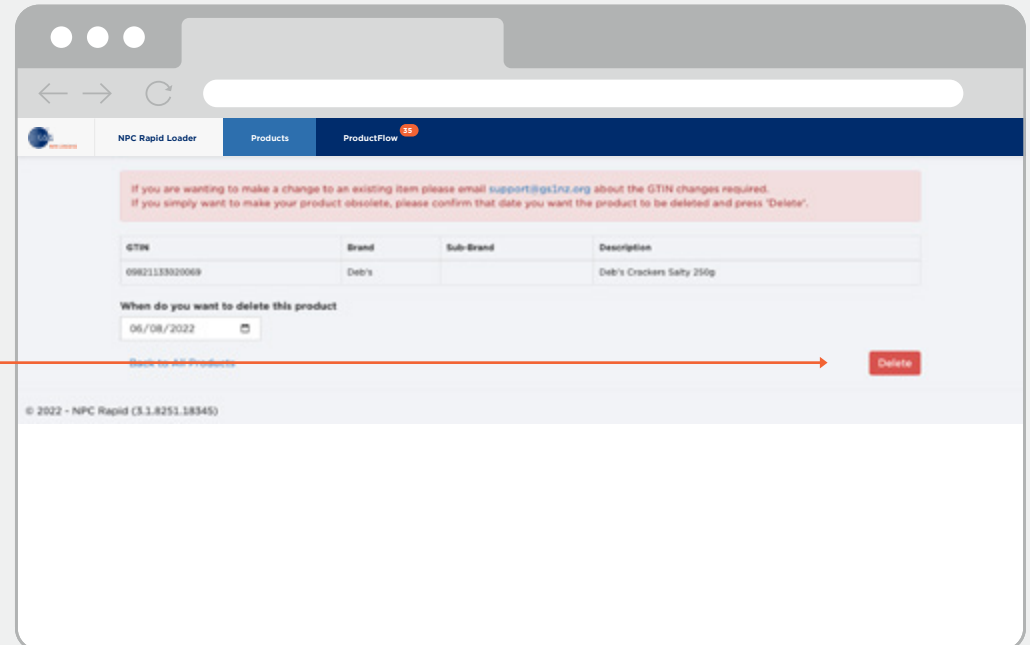 NPC Rapid Loader
Products
ProductFlow
35
If you are wanting to make a change to an existing item please email support@gs1nz.org about the GTIN changes required.
If you simply want to make your product obsolete, please confirm that date you want the product to be deleted and press 'Delete'.
GTIN Brand Sub-Brand Description
09821133020069 Deb's Deb's Crackers Salty 250g
When do you want to delete this product
06/08/2022
Back to All Products
Delete
© 2022 - NPC Rapid (3.1.8251.18345)